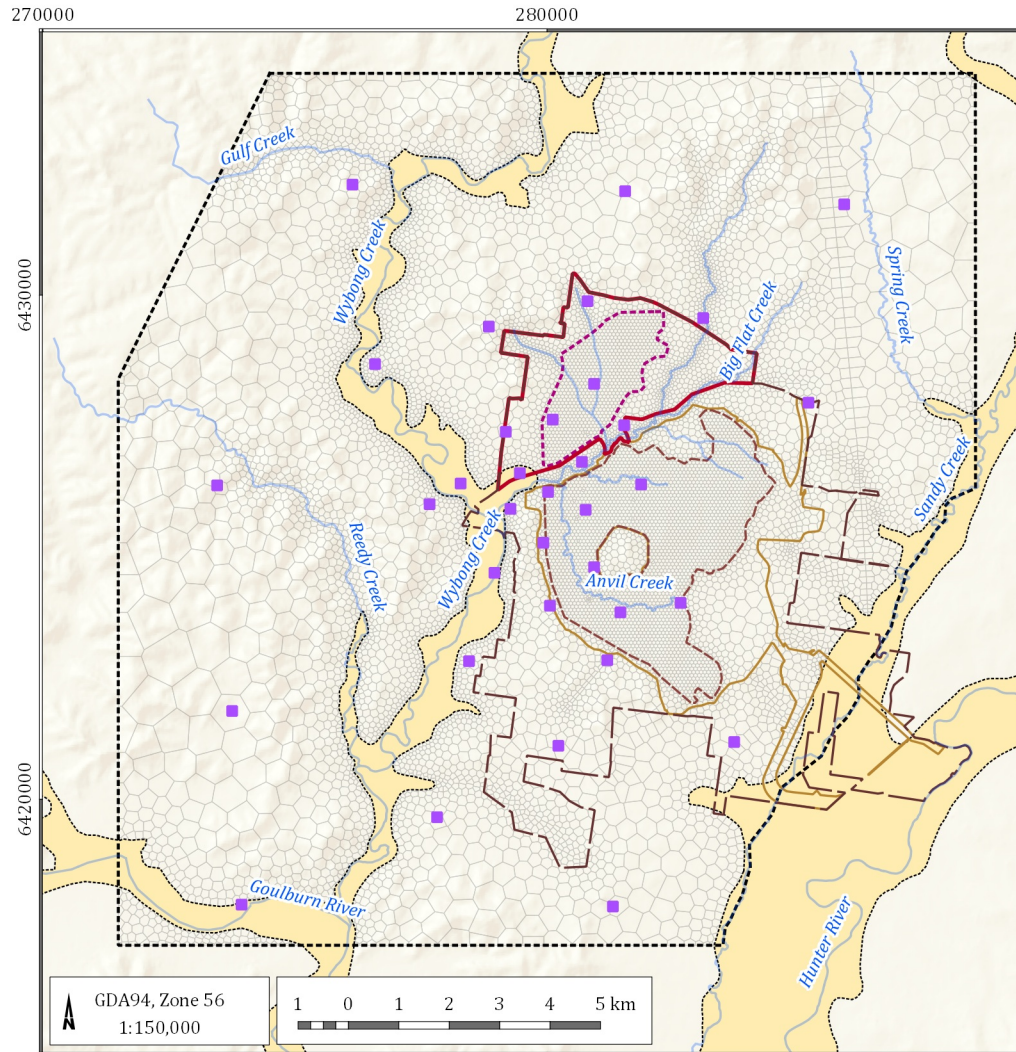 270000
280000
Gulf Creek
Wybong Creek
Spring Creek
6430000
Big Flat Creek
Sandy Creek
Reedy Creek
Wybong Creek
Anvil Creek
6420000
Goulburn River
Hunter River
N
GDA94, Zone 56
1:150,000
1 0 1 2 3 4 5 km